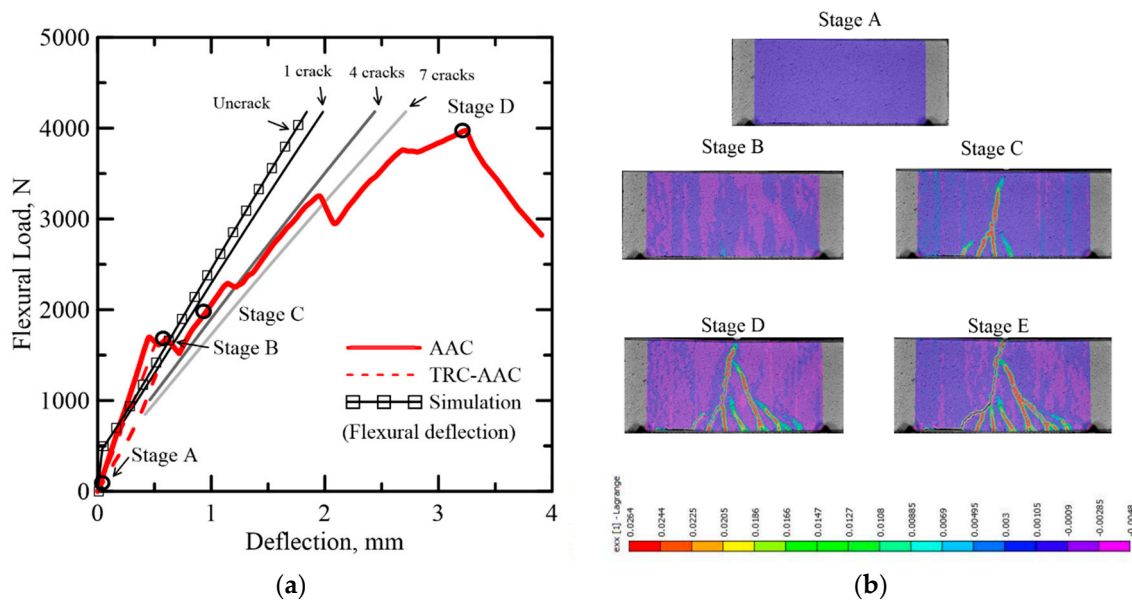 5000
4000
3000
2000
1000
0
Flexural Load, N
0
1
2
3
4
Deflection, mm
Uncrack
1 crack
4 cracks
7 cracks
Stage D
Stage C
Stage B
Stage A
AAC
TRC-AAC
Simulation
(Flexural deflection)
(a)
Stage A
Stage B
Stage C
Stage D
Stage E
exx [1] - Lagrange
0.0264
0.0244
0.0225
0.0205
0.0186
0.0166
0.0147
0.0127
0.0108
0.00885
0.0069
0.00495
0.003
0.00105
-0.0009
-0.00285
-0.0048
(b)